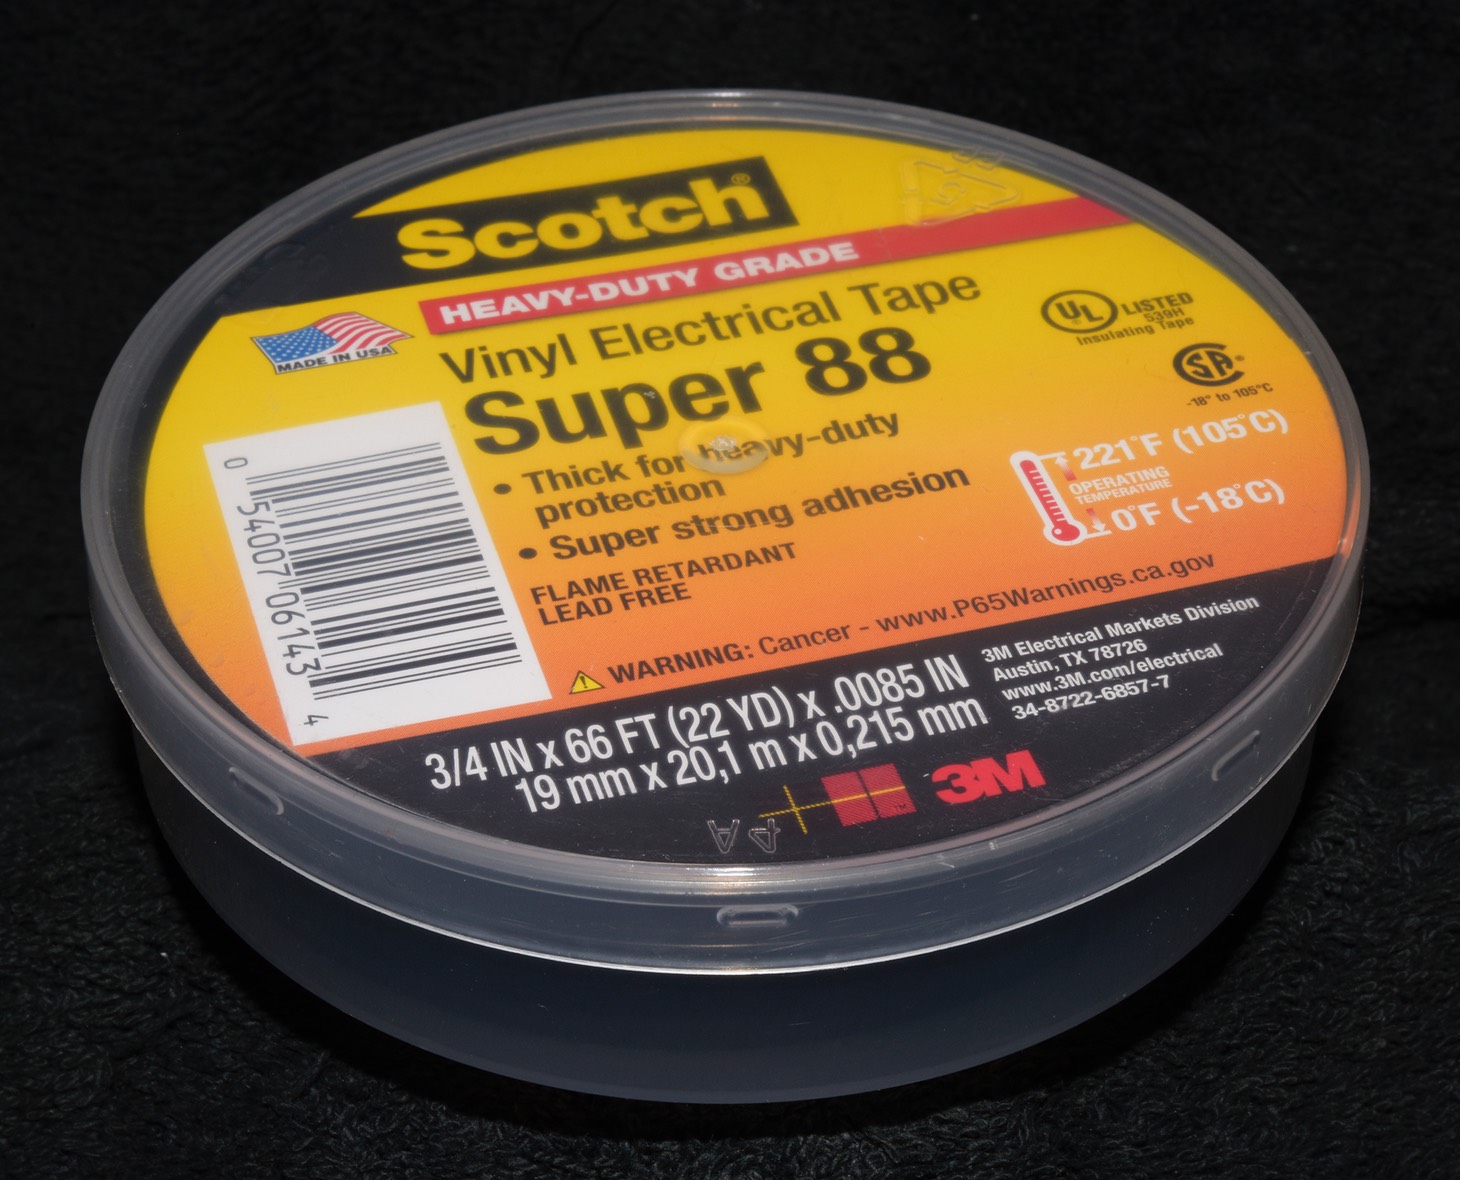 Scotch®
HEAVY-DUTY GRADE
Vinyl Electrical Tape
Super 88
• Thick for heavy-duty
protection
• Super strong adhesion
FLAME RETARDANT
LEAD FREE
MADE IN USA
0 54007 06143 4
UL LISTED
539H
Insulating Tape
SA®
-18° to 105°C
221°F (105°C)
OPERATING
TEMPERATURE
0°F (-18°C)
WARNING: Cancer - www.P65Warnings.ca.gov
3/4 IN x 66 FT (22 YD) x .0085 IN
19 mm x 20,1 m x 0,215 mm
3M Electrical Markets Division
Austin, TX 78726
www.3M.com/electrical
34-8722-6857-7
™
3M